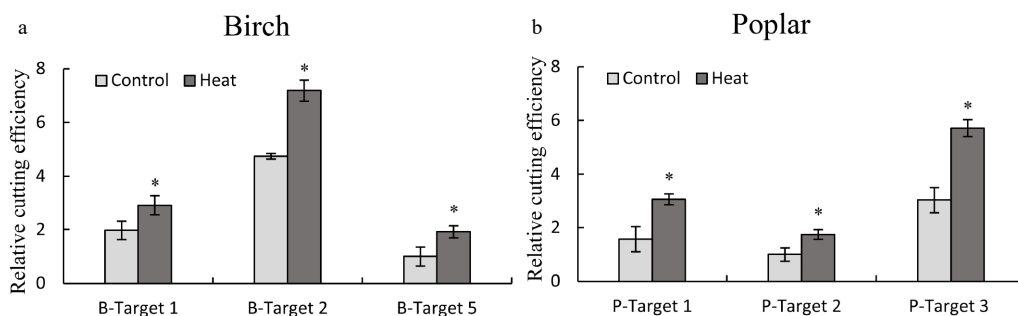 a
Birch
Relative cutting efficiency
8
6
4
2
0
Control Heat
*
*
*
B-Target 1 B-Target 2 B-Target 5
b
Poplar
Relative cutting efficiency
8
6
4
2
0
Control Heat
*
*
*
P-Target 1 P-Target 2 P-Target 3